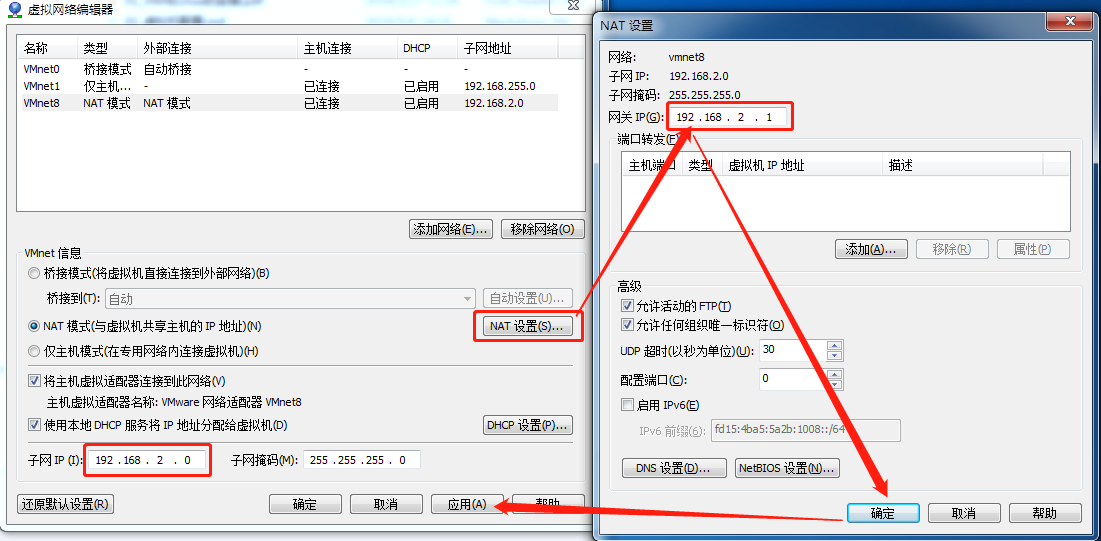 虚拟网络编辑器
名称 类型 外部连接 主机连接 DHCP 子网地址
VMnet0 桥接模式 自动桥接 - -
VMnet1 仅主机... - 已连接 已启用 192.168.255.0
VMnet8 NAT 模式 NAT 模式 已连接 已启用 192.168.2.0
添加网络(E)... 移除网络(O)
VMnet 信息
桥接模式(将虚拟机直接连接到外部网络)(B)
桥接到(T): 自动 自动设置(U)...
NAT 模式(与虚拟机共享主机的 IP 地址)(N) NAT 设置(S)...
仅主机模式(在专用网络内连接虚拟机)(H)
将主机虚拟适配器连接到此网络(V)
主机虚拟适配器名称: VMware 网络适配器 VMnet8
使用本地 DHCP 服务将 IP 地址分配给虚拟机(D) DHCP 设置(P)...
子网 IP (I): 192 .168 . 2 . 0 子网掩码(M): 255 .255 .255 . 0
还原默认设置(R) 确定 取消 应用(A) 帮助
NAT 设置
网络: vmnet8
子网 IP: 192.168.2.0
子网掩码: 255.255.255.0
网关 IP(G): 192 .168 . 2 . 1
端口转发(F)
主机端口 类型 虚拟机 IP 地址 描述
添加(A)... 移除(R) 属性(P)
高级
允许活动的 FTP(T)
允许任何组织唯一标识符(O)
UDP 超时(以秒为单位)(U): 30
配置端口(C): 0
启用 IPv6(E)
IPv6 前缀(6): fd15:4ba5:5a2b:1008::/64
DNS 设置(D)... NetBIOS 设置(N)...
确定 取消 帮助